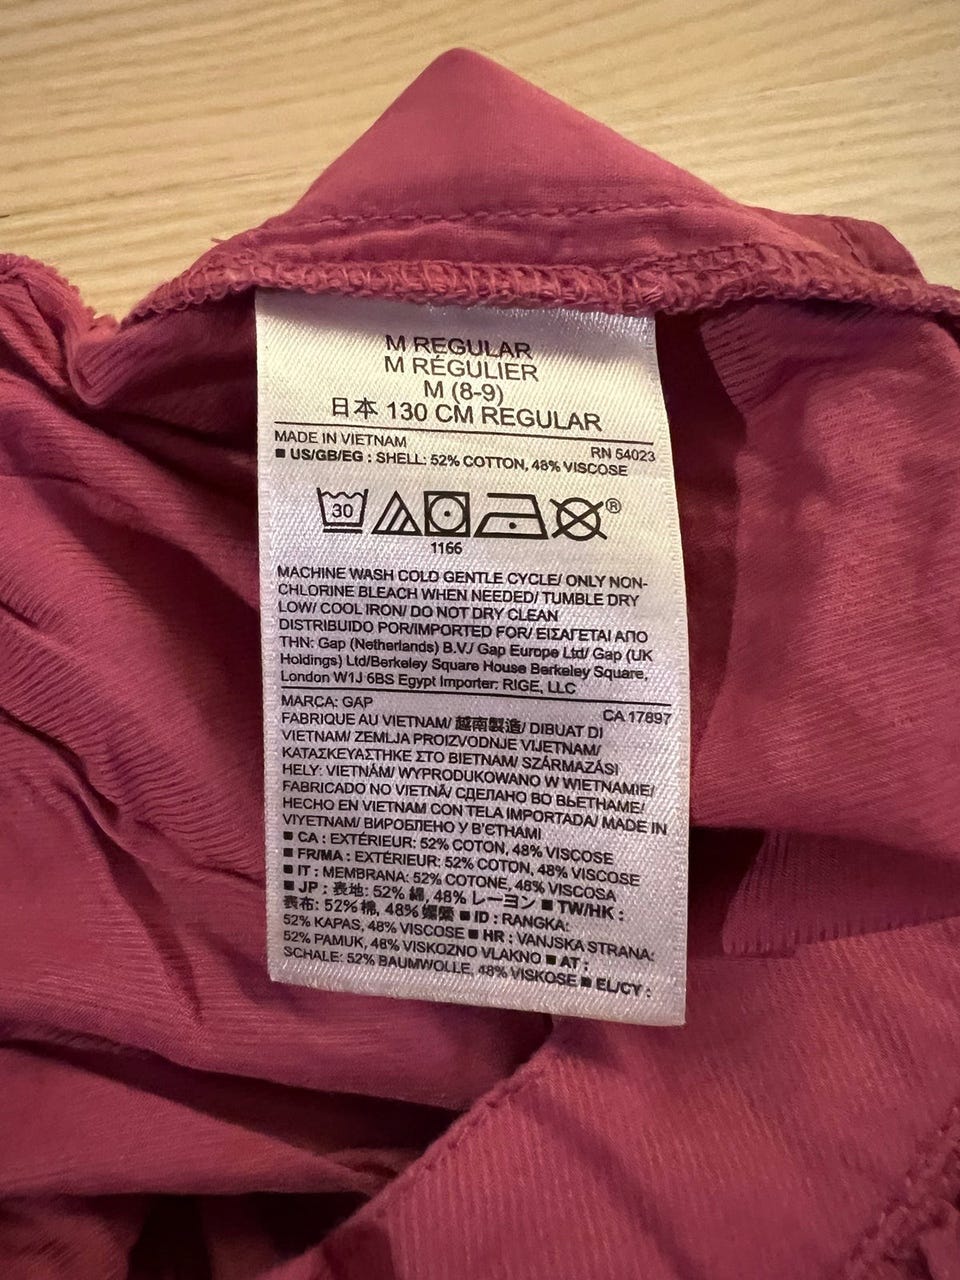 M REGULAR
M RÉGULIER
M (8-9)
日本 130 CM REGULAR
MADE IN VIETNAM
RN 54023
■ US/GB/EG : SHELL: 52% COTTON, 48% VISCOSE
30
®
1166
MACHINE WASH COLD GENTLE CYCLE/ ONLY NON-
CHLORINE BLEACH WHEN NEEDED/ TUMBLE DRY
LOW/ COOL IRON/ DO NOT DRY CLEAN
DISTRIBUIDO POR/IMPORTED FOR/ ΕΙΣΑΓΕΤΑΙ ΑΠΟ
ΤΗΝ: Gap (Netherlands) B.V./ Gap Europe Ltd/ Gap (UK
Holdings) Ltd/Berkeley Square House Berkeley Square,
London W1J 6BS Egypt Importer: RIGE, LLC
MARCA: GAP
CA 17897
FABRIQUE AU VIETNAM/ 越南製造/ DIBUAT DI
VIETNAM/ ZEMLJA PROIZVODNJE VIJETNAM/
ΚΑΤΑΣΚΕΥΑΣΤΗΚΕ ΣΤΟ ΒΙΕΤΝΑΜ/ SZÁRMAZÁSI
HELY: VIETNÁM/ WYPRODUKOWANO W WIETNAMIE/
FABRICADO NO VIETNÃ/ СДЕЛАНО ВО ВЬЕТНАМЕ/
HECHO EN VIETNAM CON TELA IMPORTADA/ MADE IN
VIYETNAM/ ВИРОБЛЕНО У В'ЄТНАМІ
■ CA : EXTÉRIEUR: 52% COTON, 48% VISCOSE
■ FR/MA : EXTÉRIEUR: 52% COTON, 48% VISCOSE
■ IT : MEMBRANA: 52% COTONE, 48% VISCOSA
■ JP : 表地: 52% 綿, 48% レーヨン ■ TW/HK :
表布: 52% 棉, 48% 嫘縈 ■ ID : RANGKA:
52% KAPAS, 48% VISCOSE ■ HR : VANJSKA STRANA:
52% PAMUK, 48% VISKOZNO VLAKNO ■ AT :
SCHALE: 52% BAUMWOLLE, 48% VISKOSE ■ EL/CY :